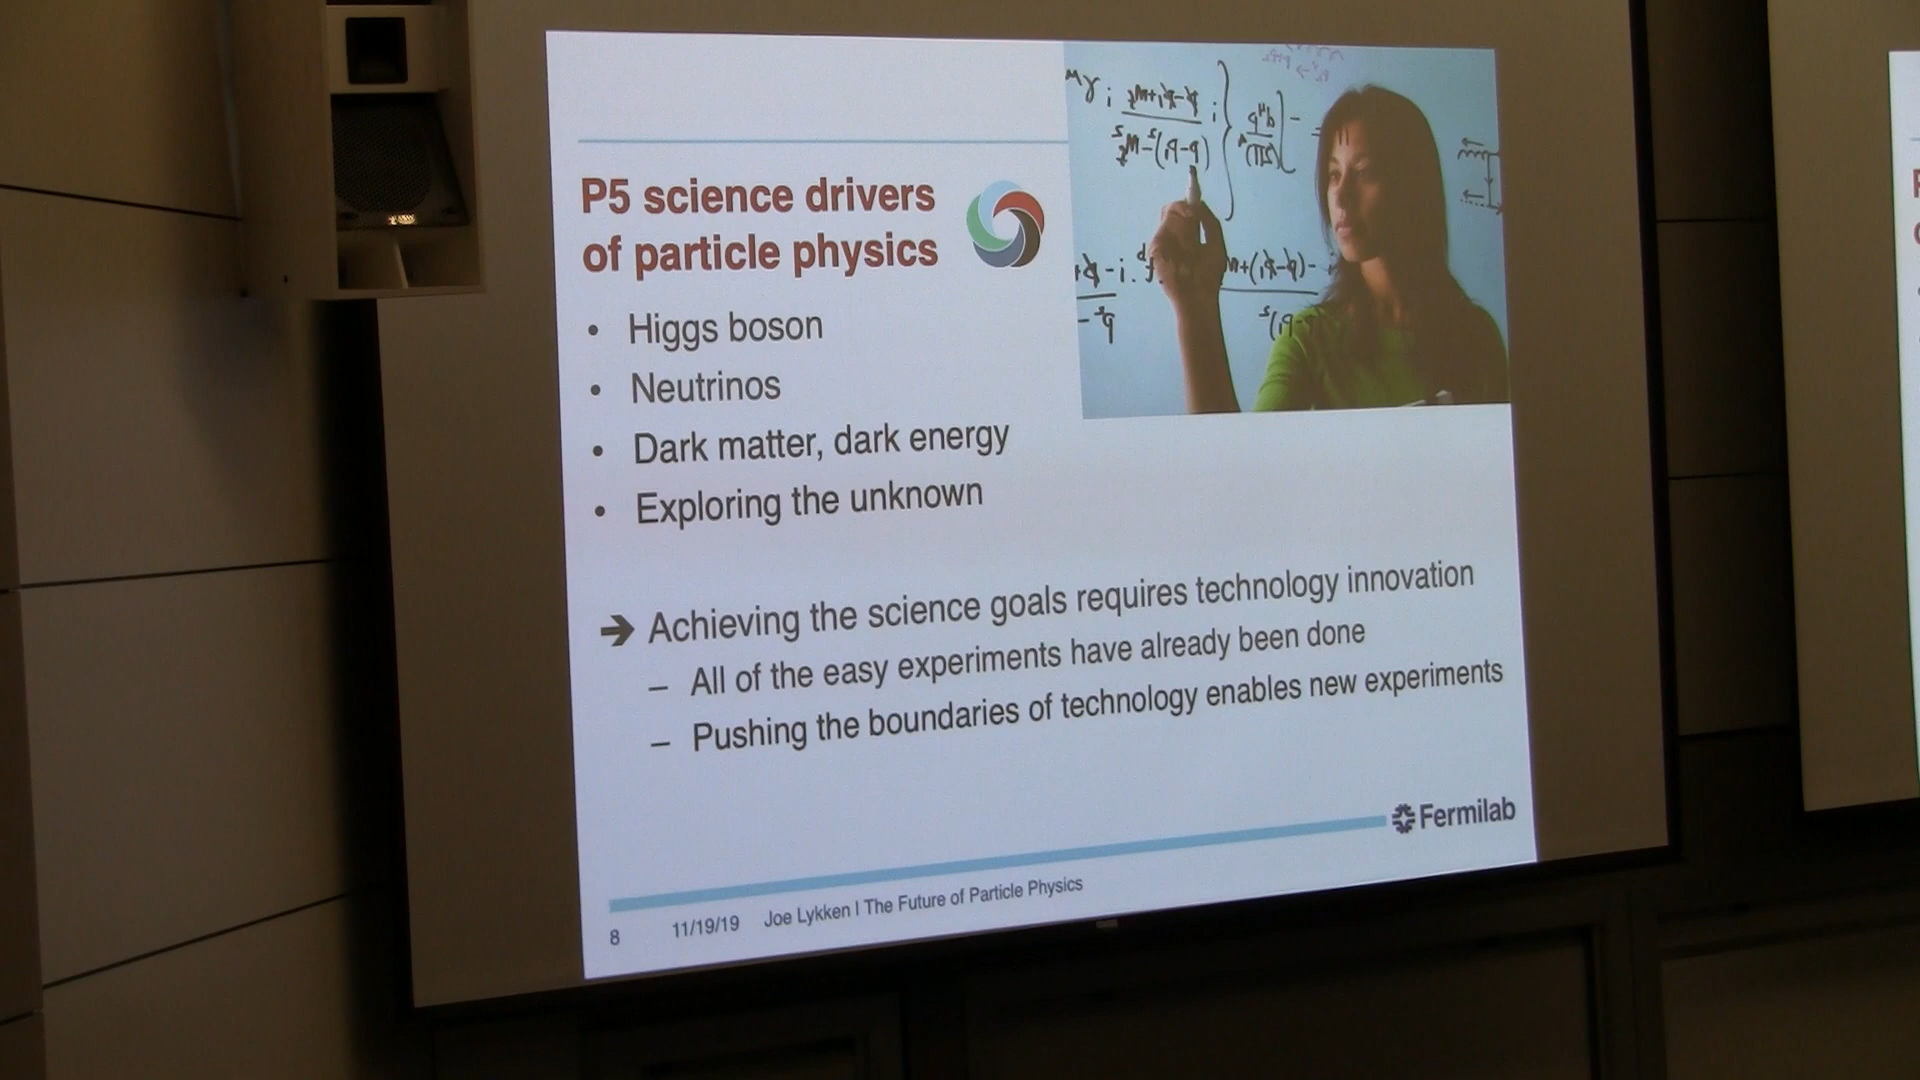 P5 science drivers
of particle physics
• Higgs boson
• Neutrinos
• Dark matter, dark energy
• Exploring the unknown
➔ Achieving the science goals requires technology innovation
– All of the easy experiments have already been done
– Pushing the boundaries of technology enables new experiments
Fermilab
8 11/19/19 Joe Lykken | The Future of Particle Physics